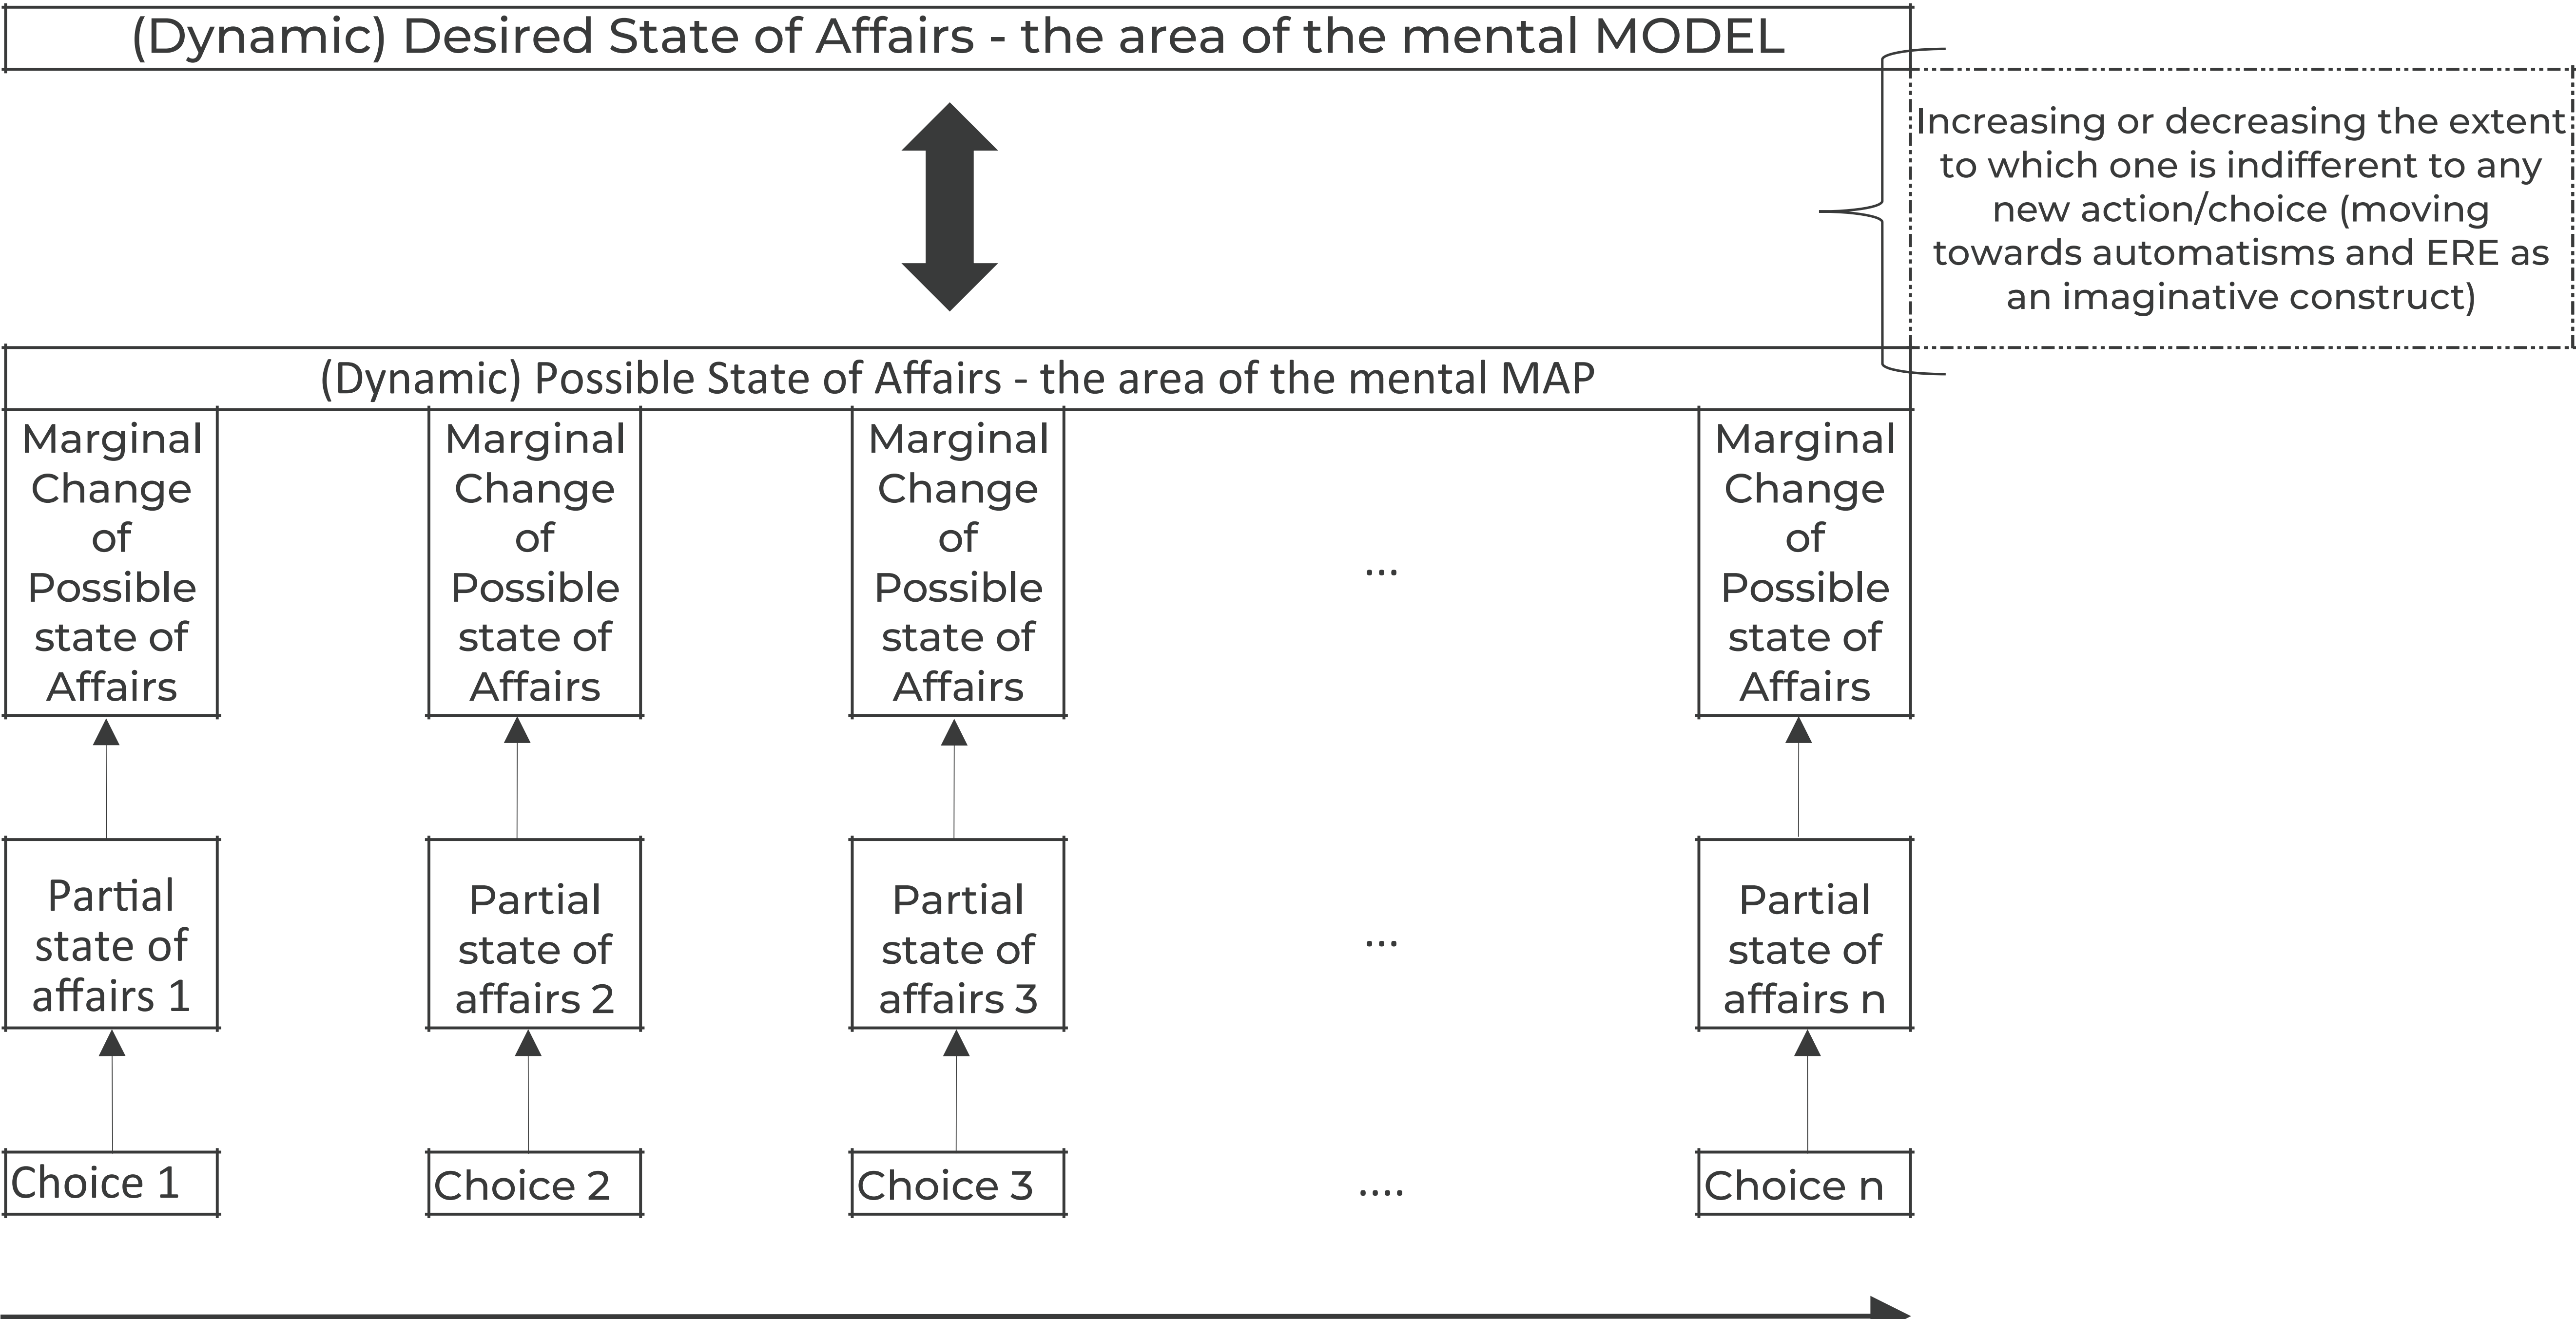 (Dynamic) Desired State of Affairs - the area of the mental MODEL
Increasing or decreasing the extent
to which one is indifferent to any
new action/choice (moving
towards automatisms and ERE as
an imaginative construct)
(Dynamic) Possible State of Affairs - the area of the mental MAP
Marginal
Change
of
Possible
state of
Affairs
Marginal
Change
of
Possible
state of
Affairs
Marginal
Change
of
Possible
state of
Affairs
...
Marginal
Change
of
Possible
state of
Affairs
Partial
state of
affairs 1
Partial
state of
affairs 2
Partial
state of
affairs 3
...
Partial
state of
affairs n
Choice 1
Choice 2
Choice 3
....
Choice n